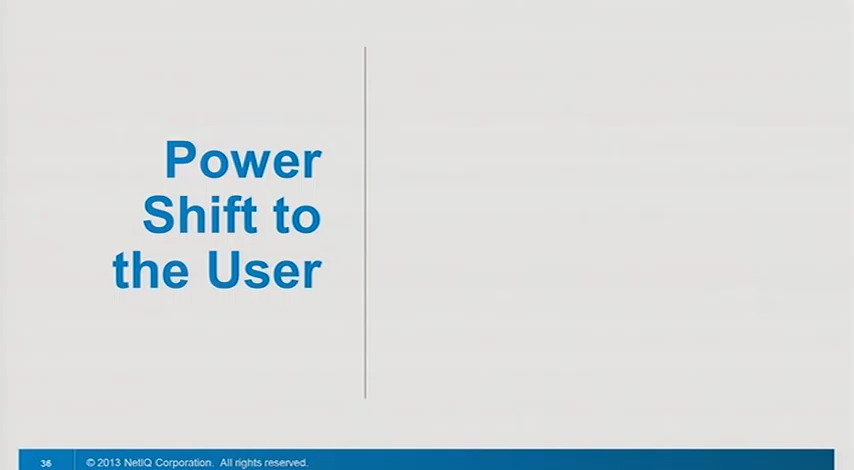 Power
Shift to
the User
36 © 2013 NetIQ Corporation. All rights reserved.